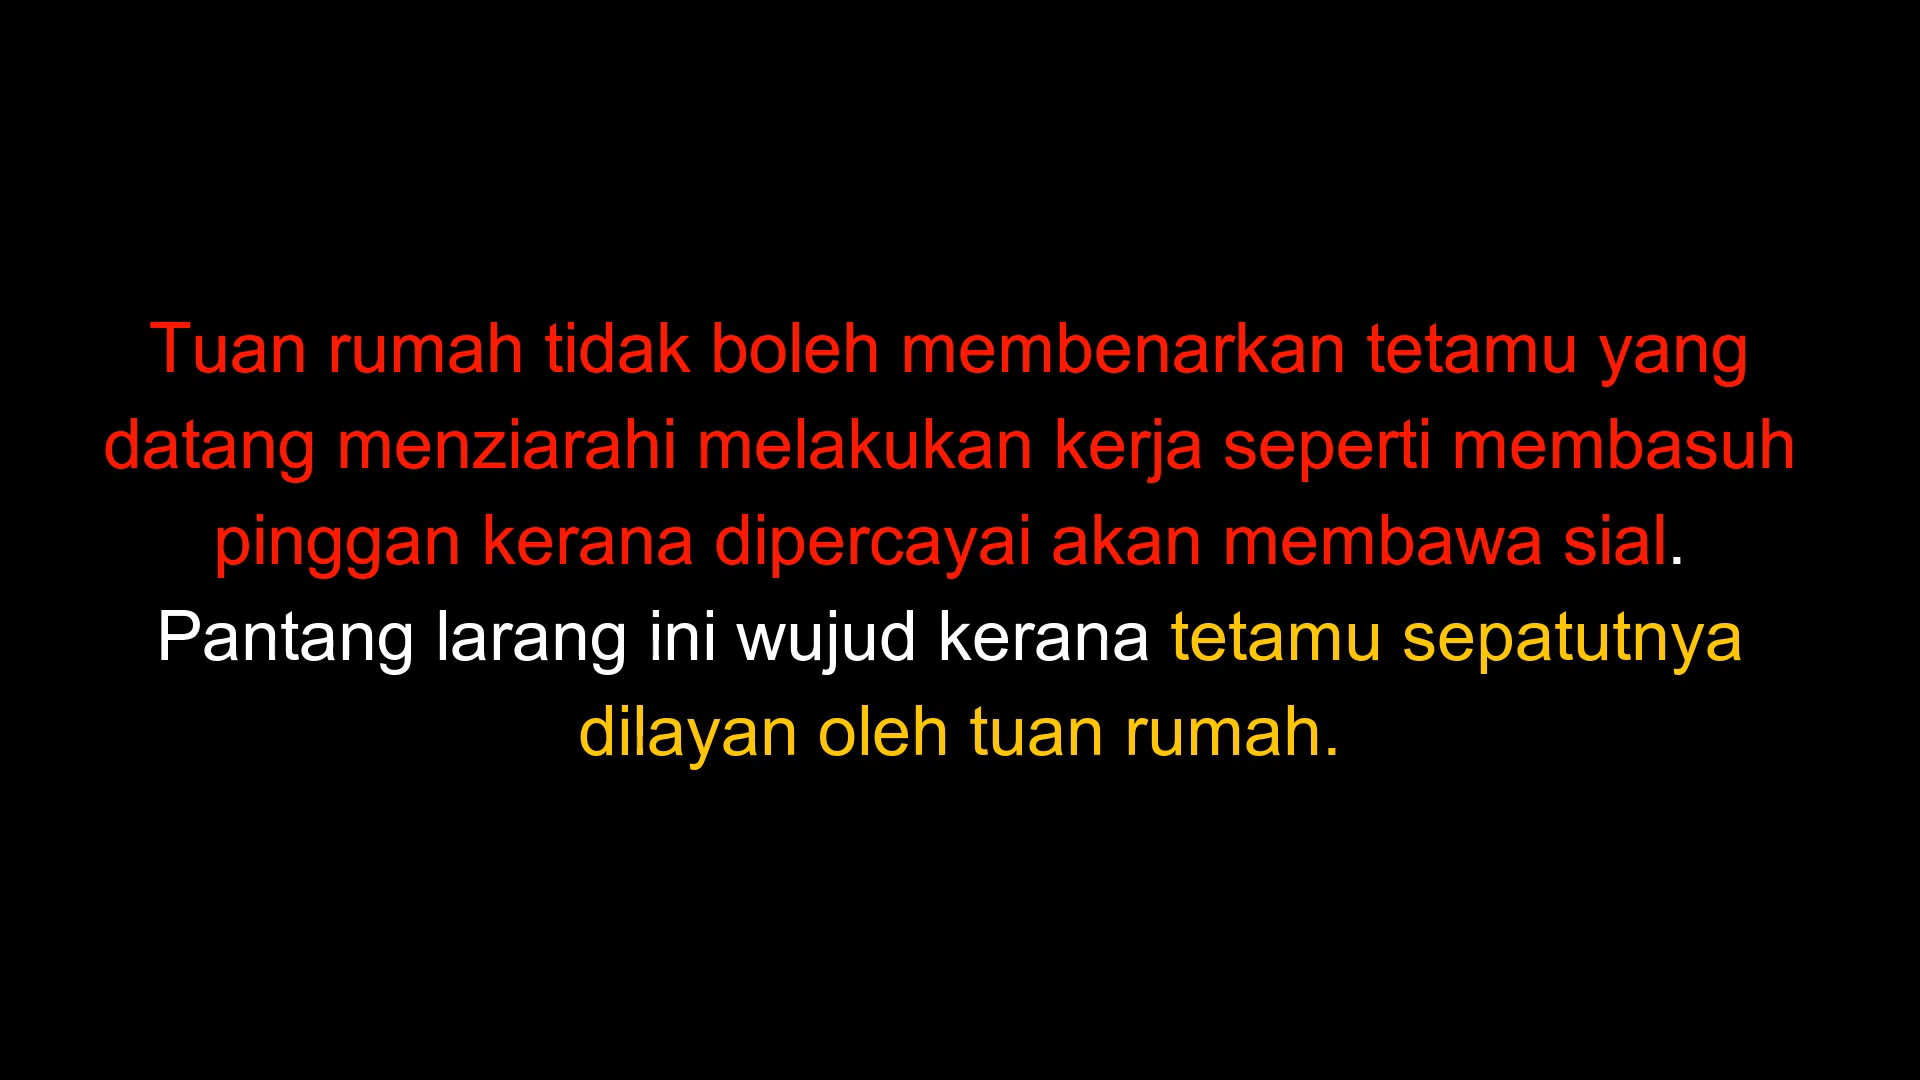 Tuan rumah tidak boleh membenarkan tetamu yang
datang menziarahi melakukan kerja seperti membasuh
pinggan kerana dipercayai akan membawa sial.
Pantang larang ini wujud kerana tetamu sepatutnya
dilayan oleh tuan rumah.